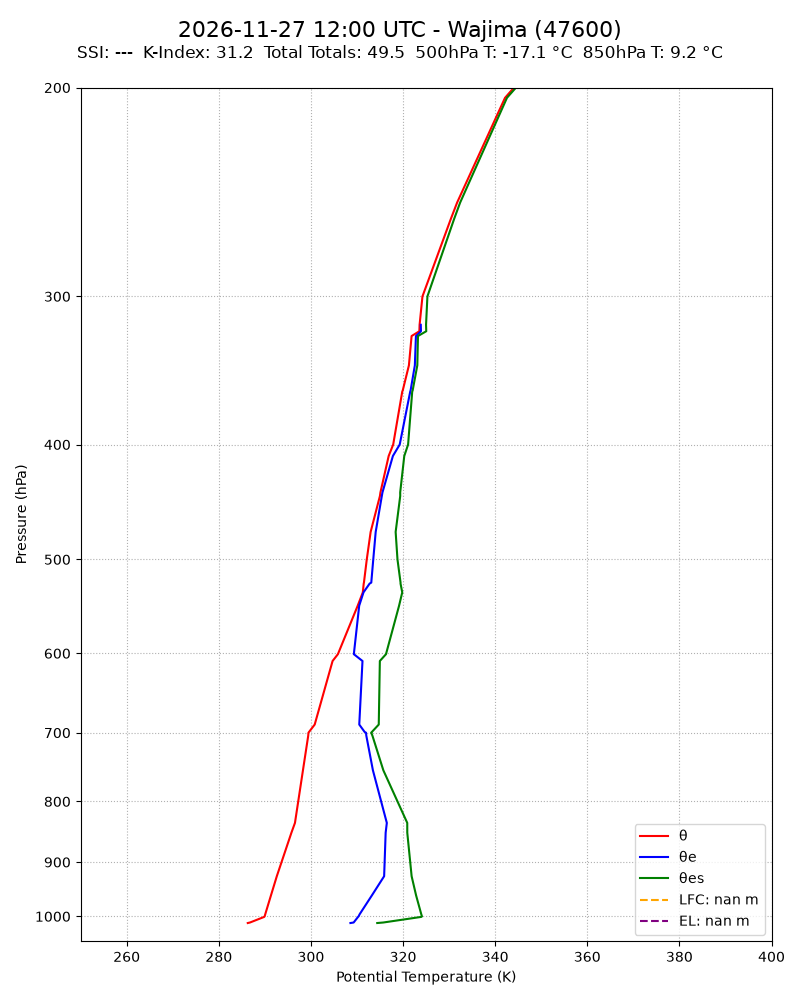 2026-11-27 12:00 UTC - Wajima (47600)
SSI: ---  K-Index: 31.2  Total Totals: 49.5  500hPa T: -17.1 °C  850hPa T: 9.2 °C
200
300
400
500
600
700
800
900
1000
Pressure (hPa)
θ
θe
θes
LFC: nan m
EL: nan m
260 280 300 320 340 360 380 400
Potential Temperature (K)